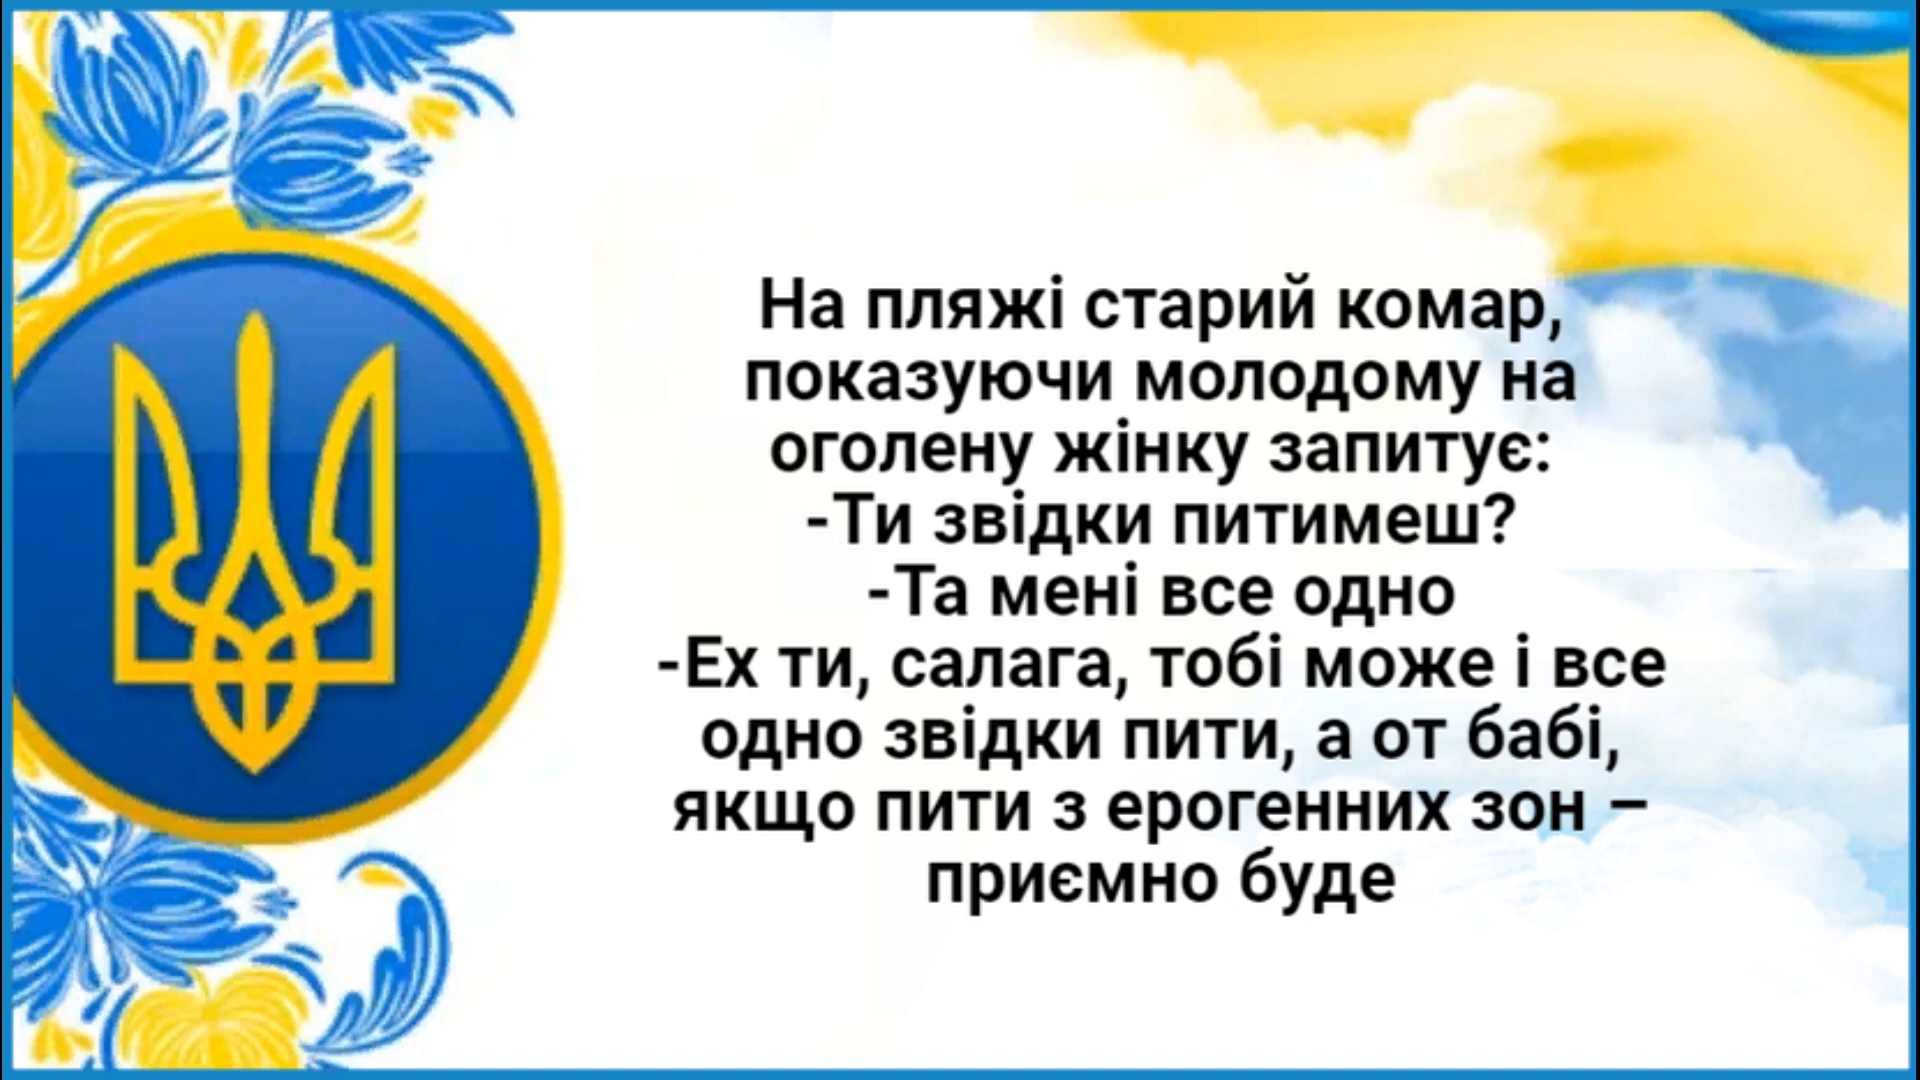 На пляжі старий комар,
показуючи молодому на
оголену жінку запитує:
-Ти звідки питимеш?
-Та мені все одно
-Ех ти, салага, тобі може і все
одно звідки пити, а от бабі,
якщо пити з ерогенних зон –
приємно буде